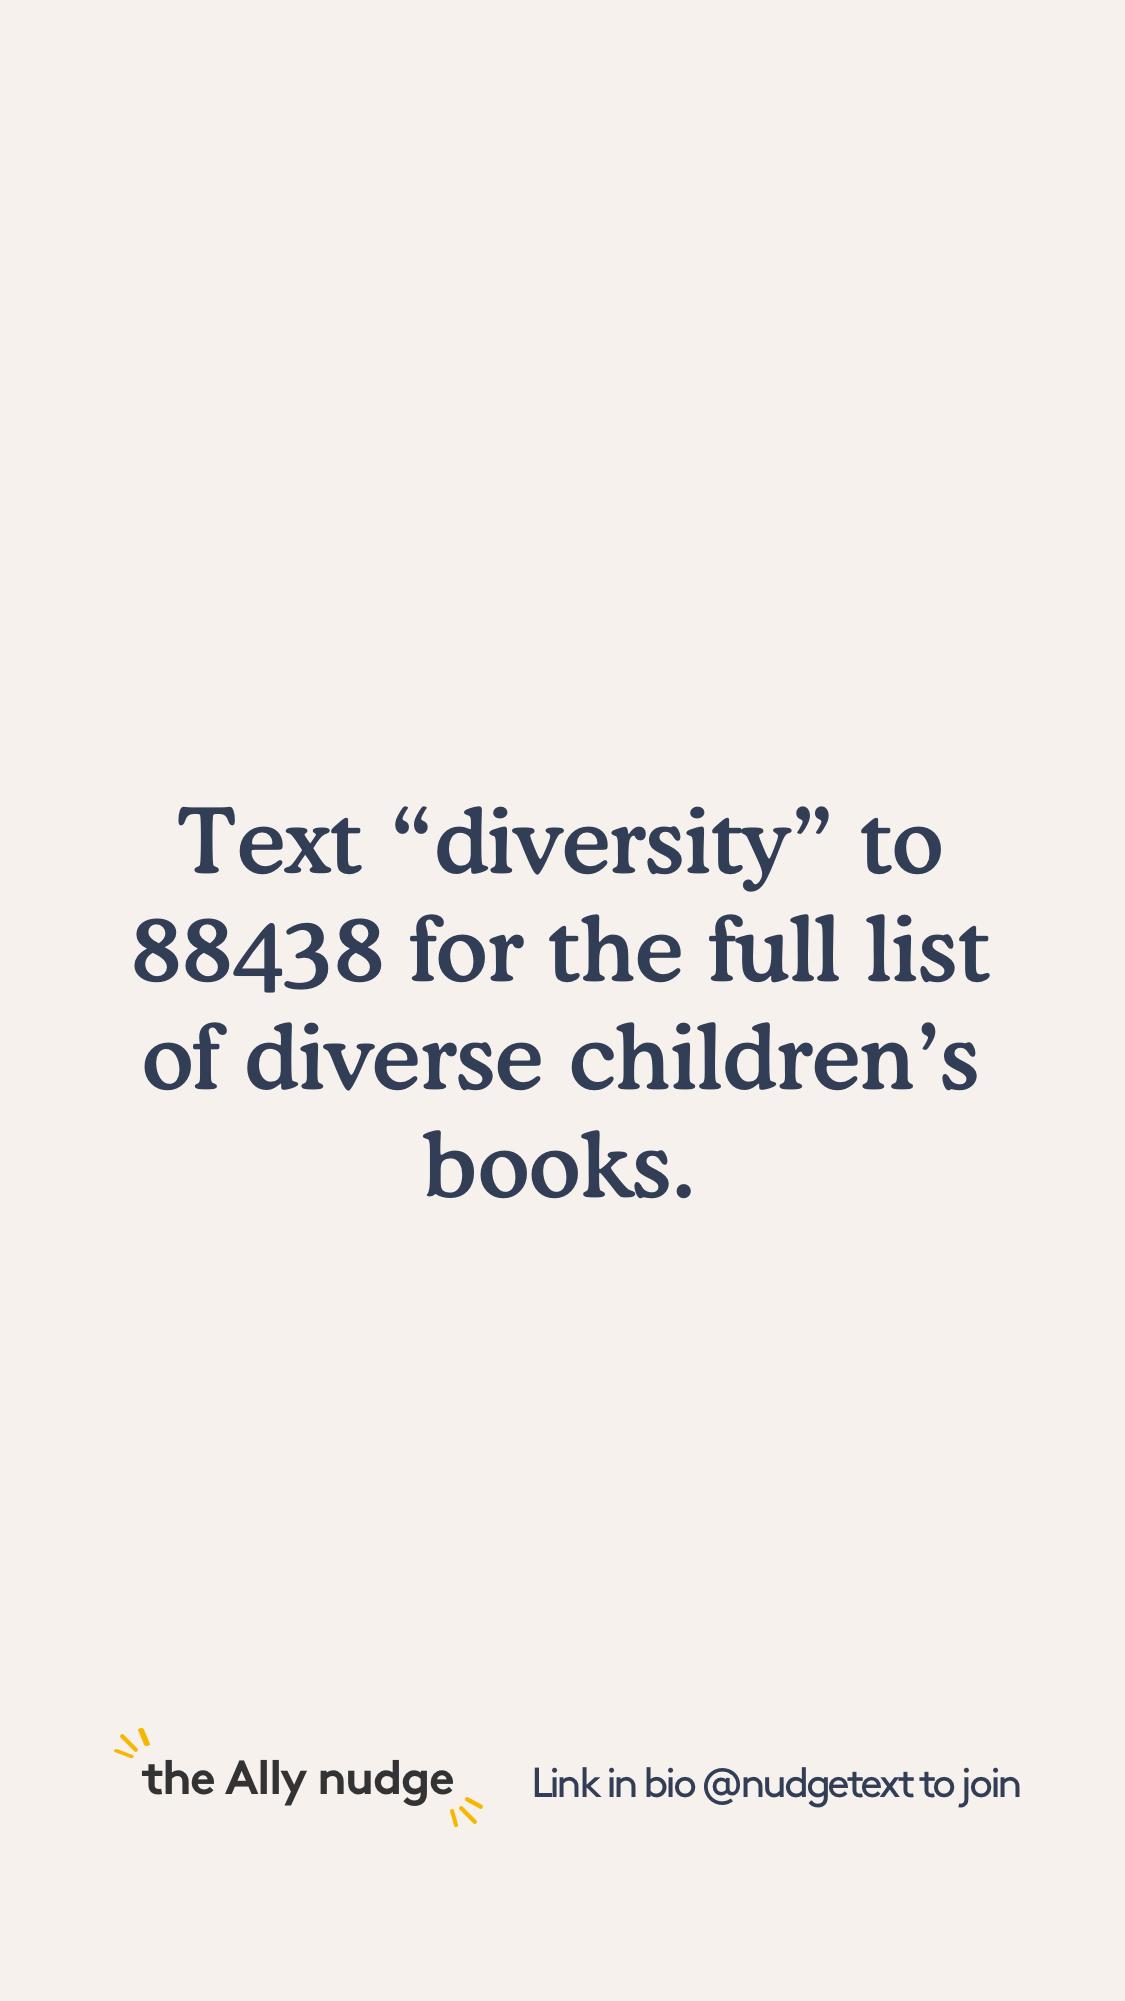 Text “diversity” to
88438 for the full list
of diverse children’s
books.
the Ally nudge
Link in bio @nudgetext to join